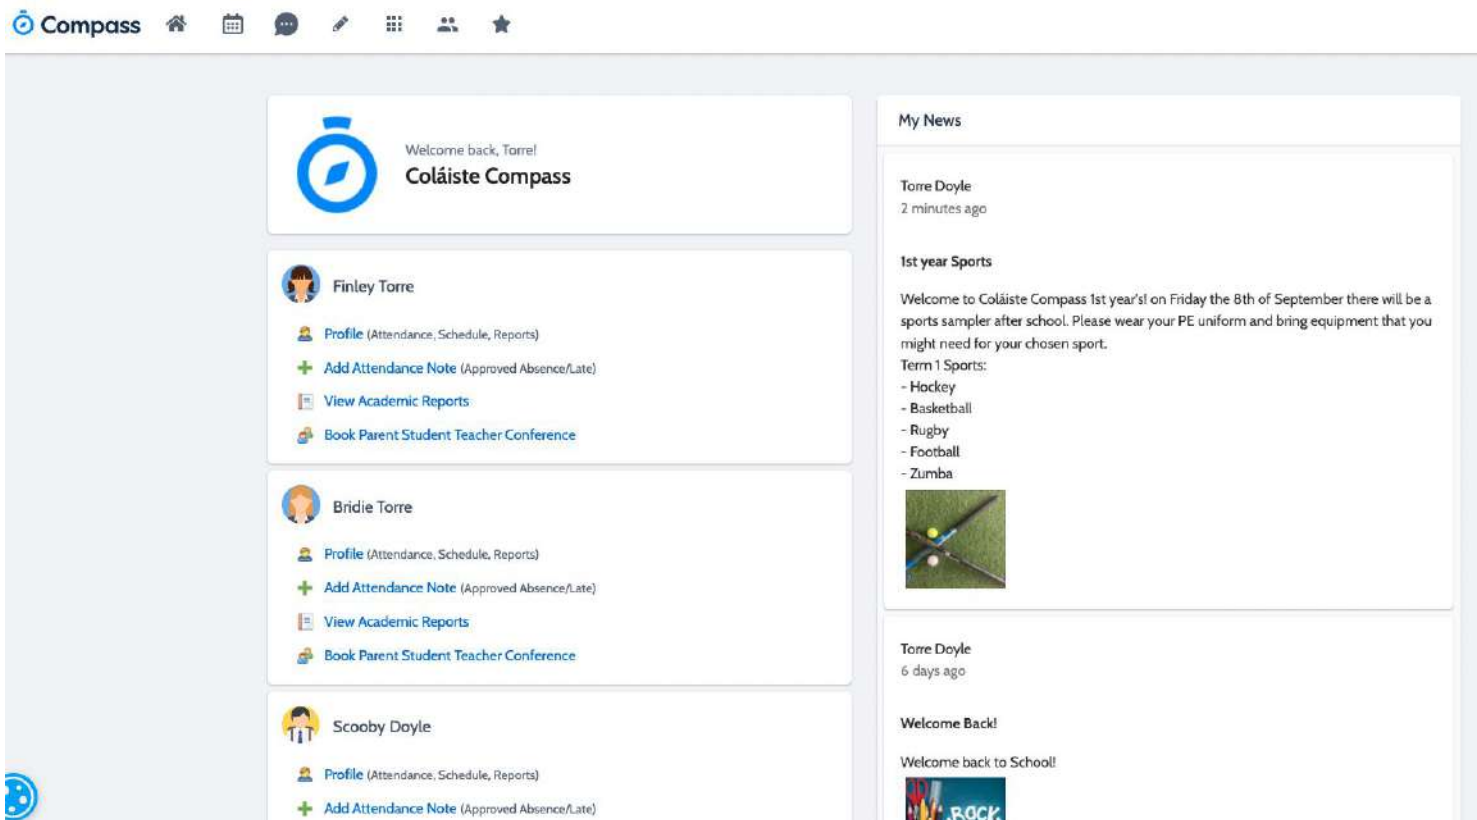 Compass
Welcome back, Torre!
Coláiste Compass
Finley Torre
Profile (Attendance, Schedule, Reports)
Add Attendance Note (Approved Absence/Late)
View Academic Reports
Book Parent Student Teacher Conference
Bridie Torre
Profile (Attendance, Schedule, Reports)
Add Attendance Note (Approved Absence/Late)
View Academic Reports
Book Parent Student Teacher Conference
Scooby Doyle
Profile (Attendance, Schedule, Reports)
Add Attendance Note (Approved Absence/Late)
My News
Torre Doyle
2 minutes ago
1st year Sports
Welcome to Coláiste Compass 1st year's! on Friday the 8th of September there will be a
sports sampler after school. Please wear your PE uniform and bring equipment that you
might need for your chosen sport.
Term 1 Sports:
- Hockey
- Basketball
- Rugby
- Football
- Zumba
Torre Doyle
6 days ago
Welcome Back!
Welcome back to School!
BACK